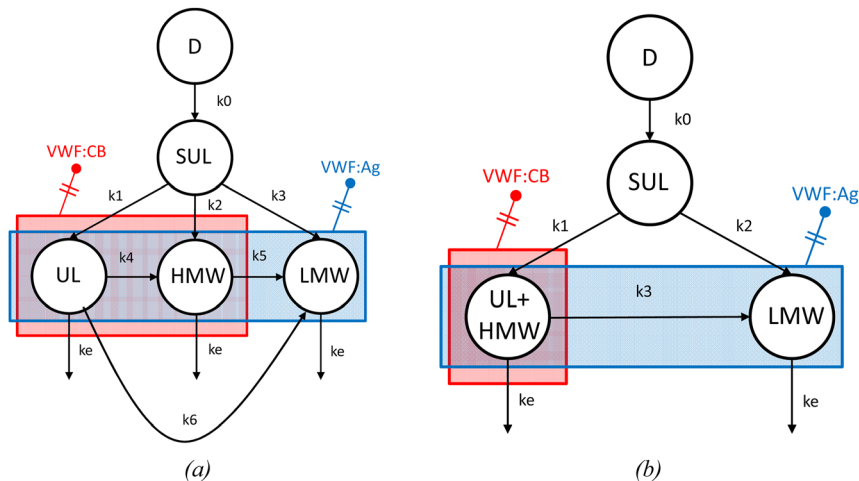 D
k0
SUL
VWF:CB
VWF:Ag
k1
k2
k3
UL
k4
HMW
k5
LMW
ke
ke
ke
k6
(a)
D
k0
SUL
VWF:CB
VWF:Ag
k1
k2
UL+
HMW
k3
LMW
ke
ke
(b)